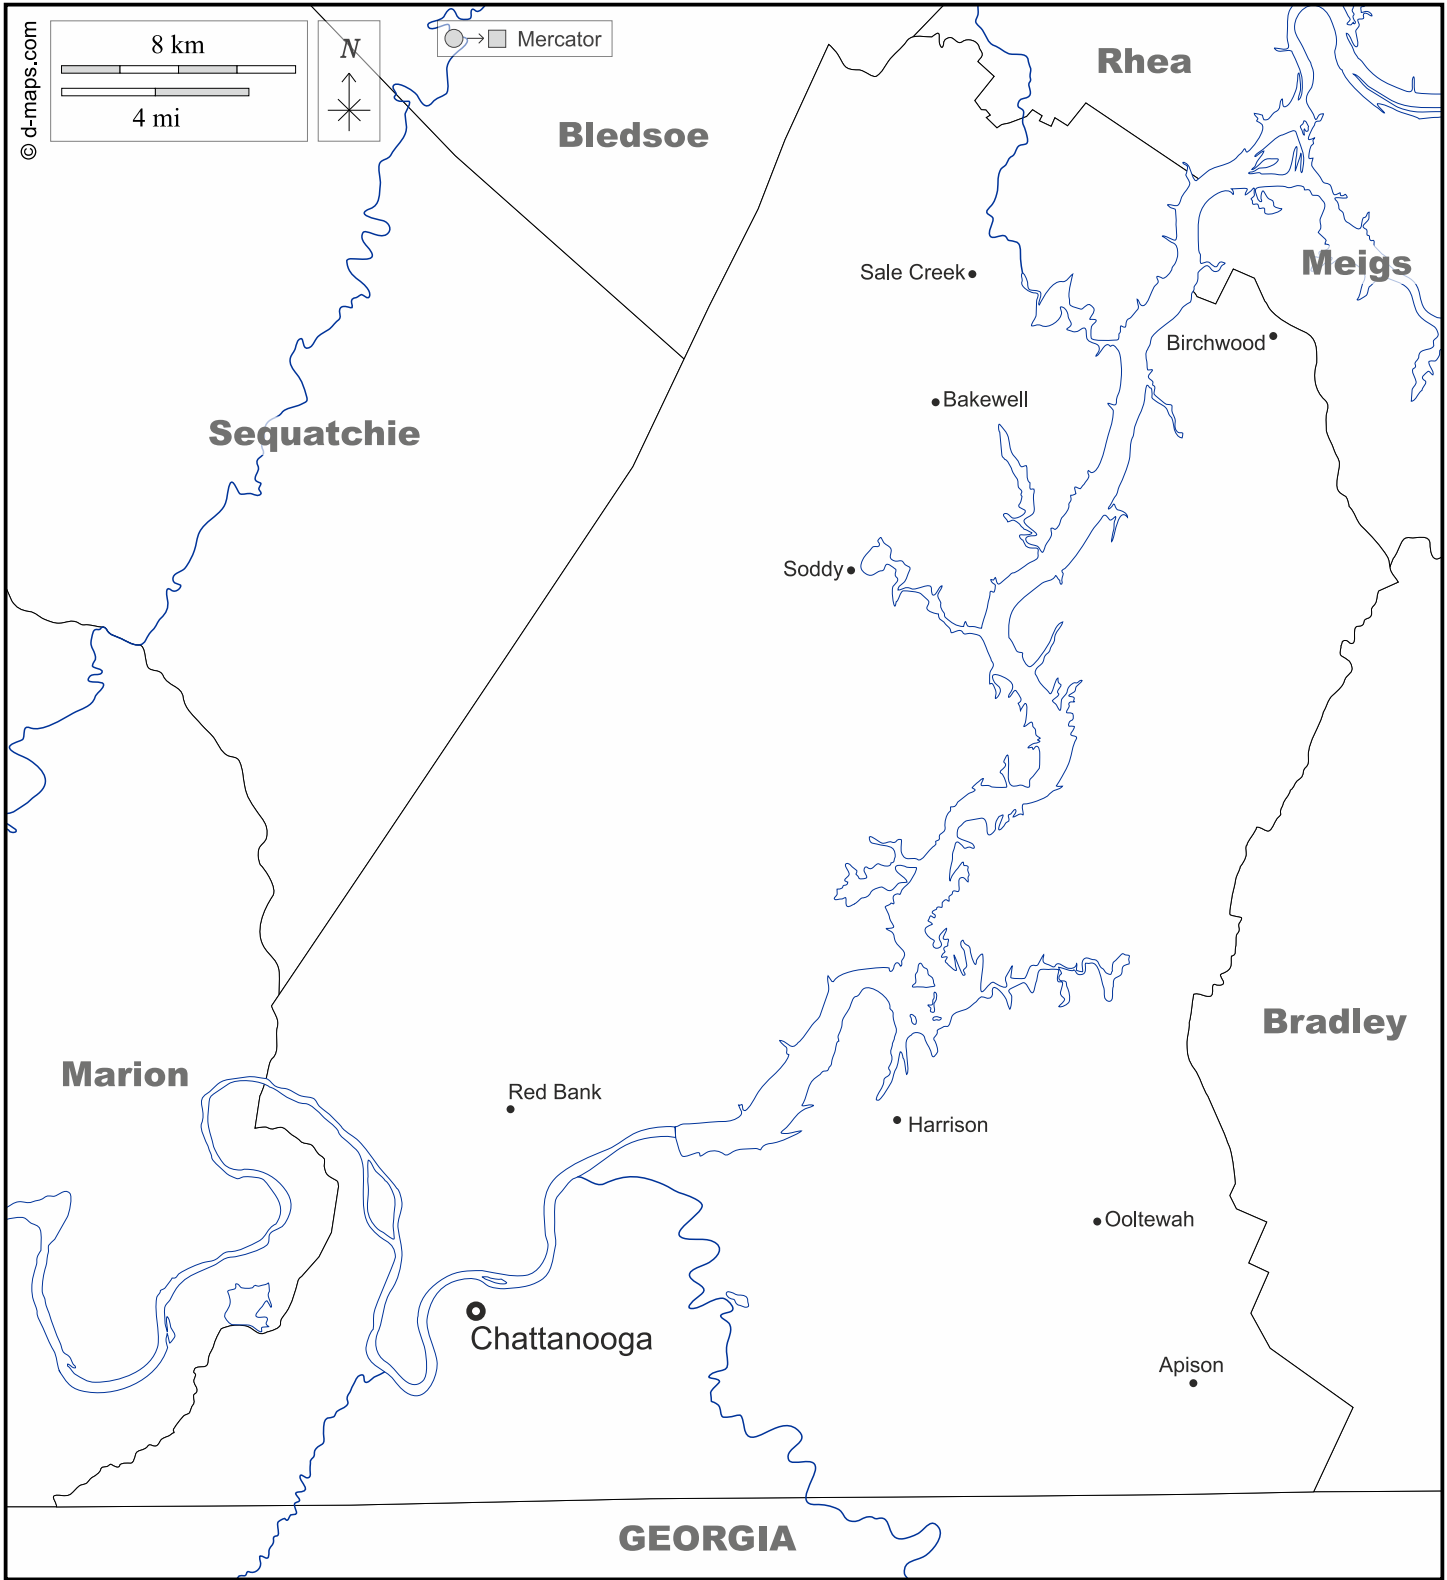 © d-maps.com
8 km
4 mi
N
Mercator
Rhea
Bledsoe
Meigs
Sale Creek
Birchwood
Bakewell
Sequatchie
Soddy
Bradley
Marion
Red Bank
Harrison
Ooltewah
Chattanooga
Apison
GEORGIA